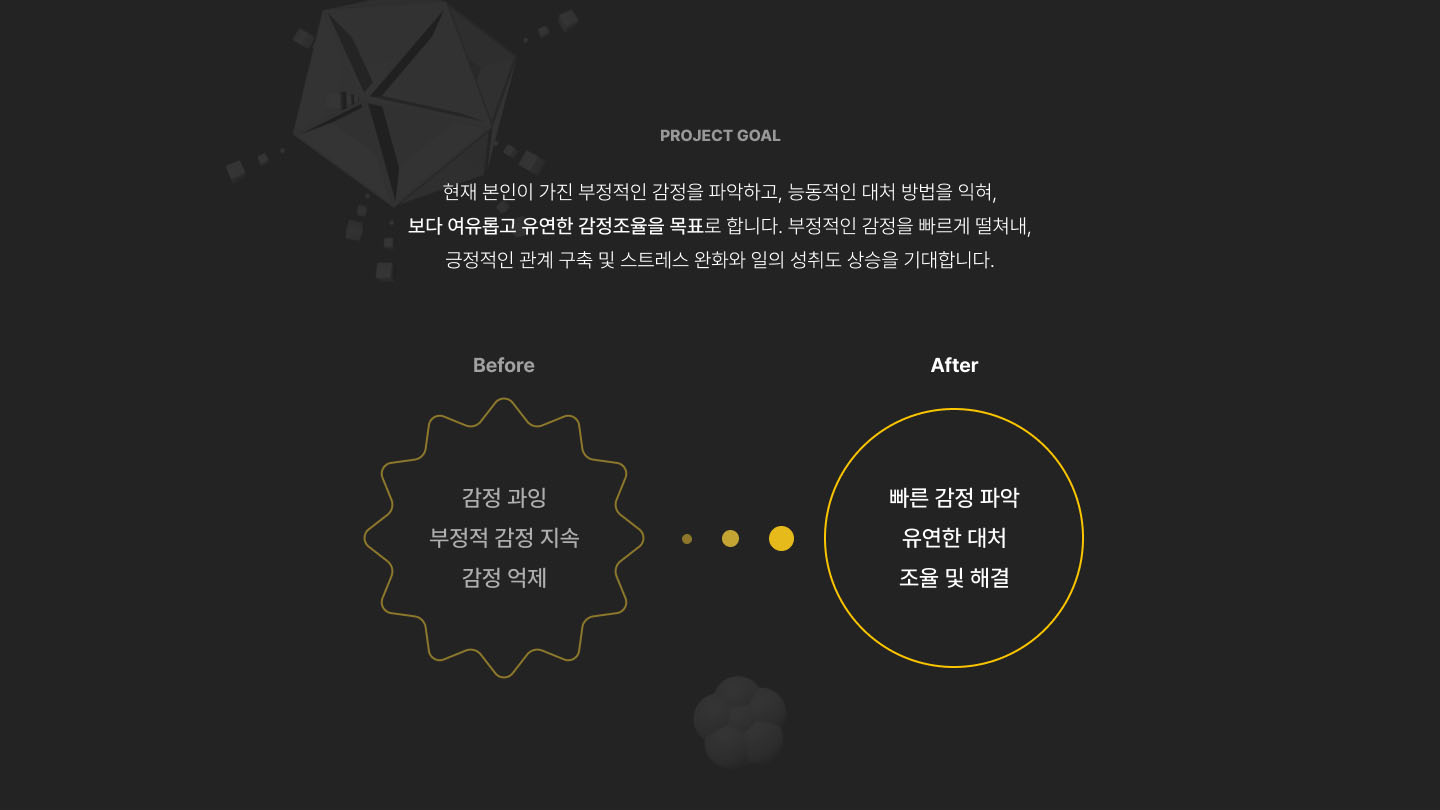 PROJECT GOAL
현재 본인이 가진 부정적인 감정을 파악하고, 능동적인 대처 방법을 익혀,
보다 여유롭고 유연한 감정조율을 목표로 합니다. 부정적인 감정을 빠르게 떨쳐내,
긍정적인 관계 구축 및 스트레스 완화와 일의 성취도 상승을 기대합니다.
Before
After
감정 과잉
부정적 감정 지속
감정 억제
빠른 감정 파악
유연한 대처
조율 및 해결